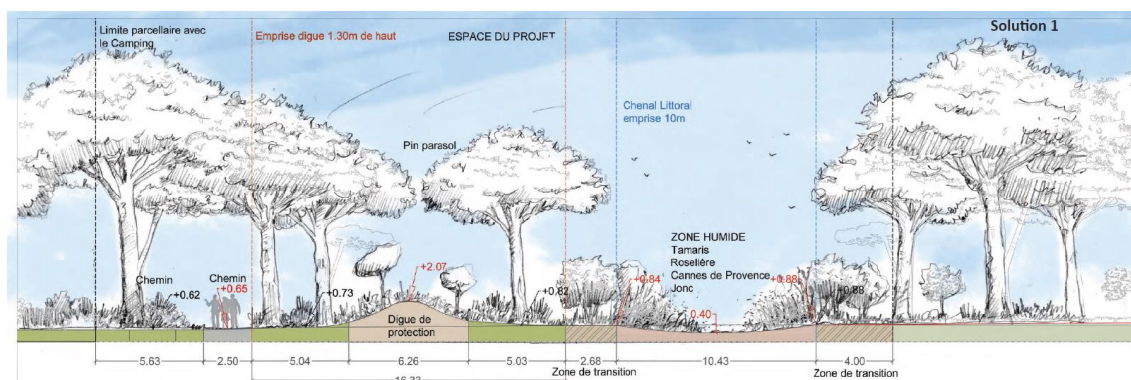 Solution 1
Limite parcellaire avec
le Camping
Emprise digue 1.30m de haut
ESPACE DU PROJET
Chenal Littoral
emprise 10m
Pin parasol
ZONE HUMIDE
Tamaris
Roselière
Cannes de Provence
Jonc
Chemin
Chemin
+0.62
+0.65
+0.73
+2.07
+0.82
+0.84
+0.88
+0.88
0.40
Digue de
protection
5.63
2.50
5.04
6.26
5.03
2.68
10.43
4.00
Zone de transition
Zone de transition
16.33